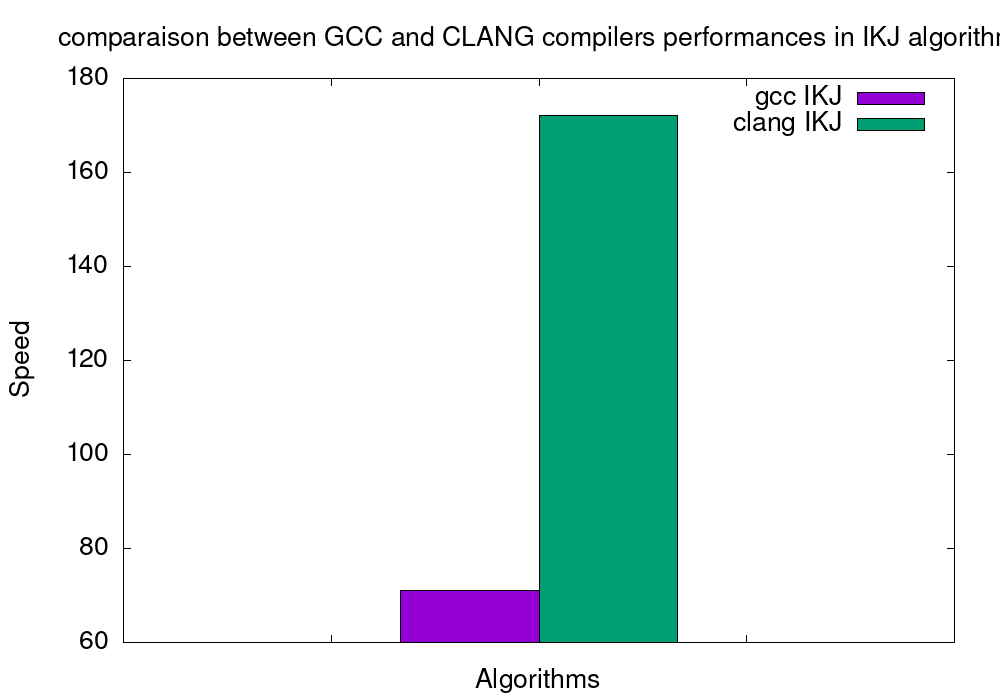 comparaison between GCC and CLANG compilers performances in IKJ algorithm
180
gcc IKJ
clang IKJ
160
140
120
100
80
60
Speed
Algorithms